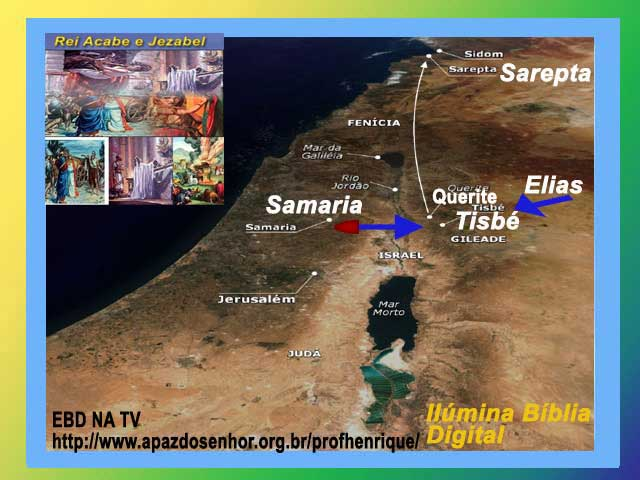 Reí Acabe e Jezabel
Sidom
Sarepta
Sarepta
FENÍCIA
Mar da
Galiléia
Rio
Jordão
Querite
Querite
Elias
Tisbé
Tisbé
Samaria
Samaria
GILEADE
ISRAEL
Jerusalém
Mar
Morto
JUDÁ
EBD NA TV
http://www.apazdosenhor.org.br/profhenrique/
Ilúmina Bíblia
Digital